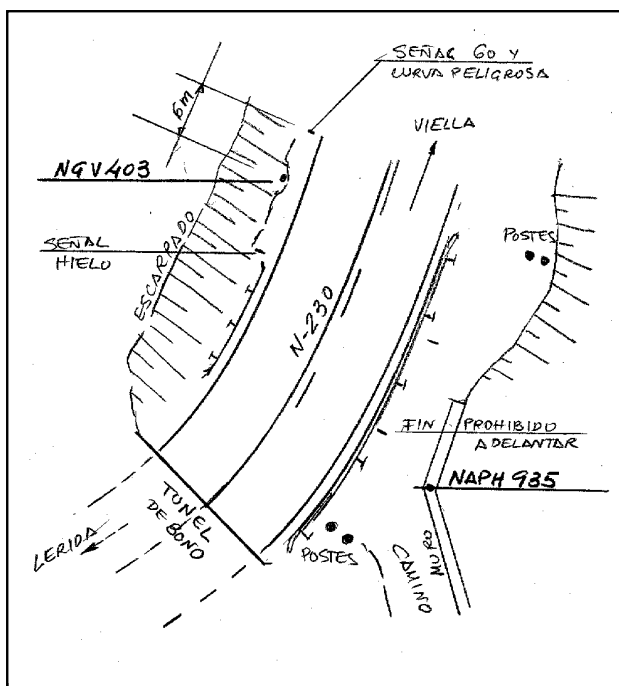 SEÑAL 60 Y
CURVA PELIGROSA
6m
VIELLA
NGV403
POSTES
SEÑAL
HIELO
ESCARPADO
N-230
FIN PROHIBIDO
ADELANTAR
NAPH 935
TUNEL
DE BONO
LERIDA
POSTES
CAMINO
MURO